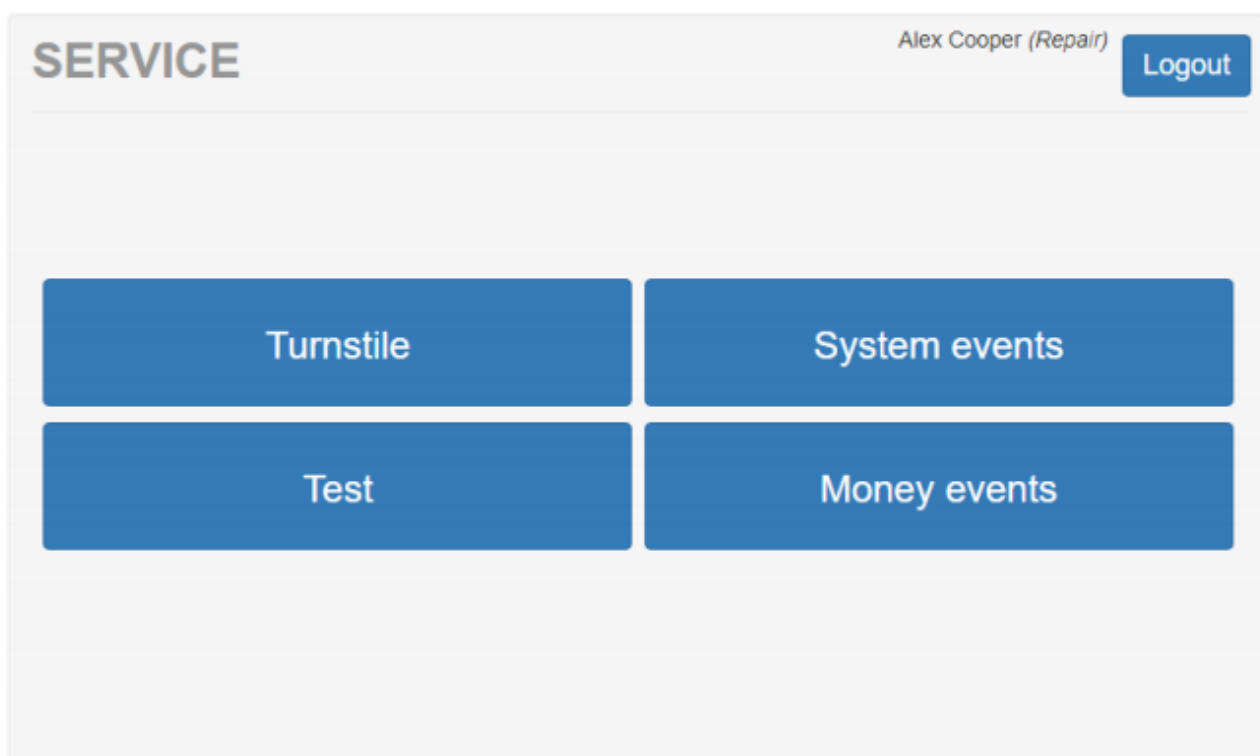 SERVICE
Alex Cooper (Repair)
Logout
Turnstile
System events
Test
Money events